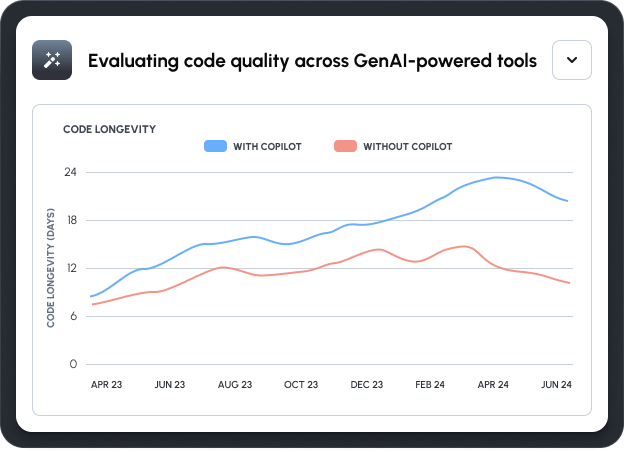 Evaluating code quality across GenAI-powered tools
CODE LONGEVITY
WITH COPILOT
WITHOUT COPILOT
CODE LONGEVITY (DAYS)
24
18
12
6
0
APR 23 JUN 23 AUG 23 OCT 23 DEC 23 FEB 24 APR 24 JUN 24